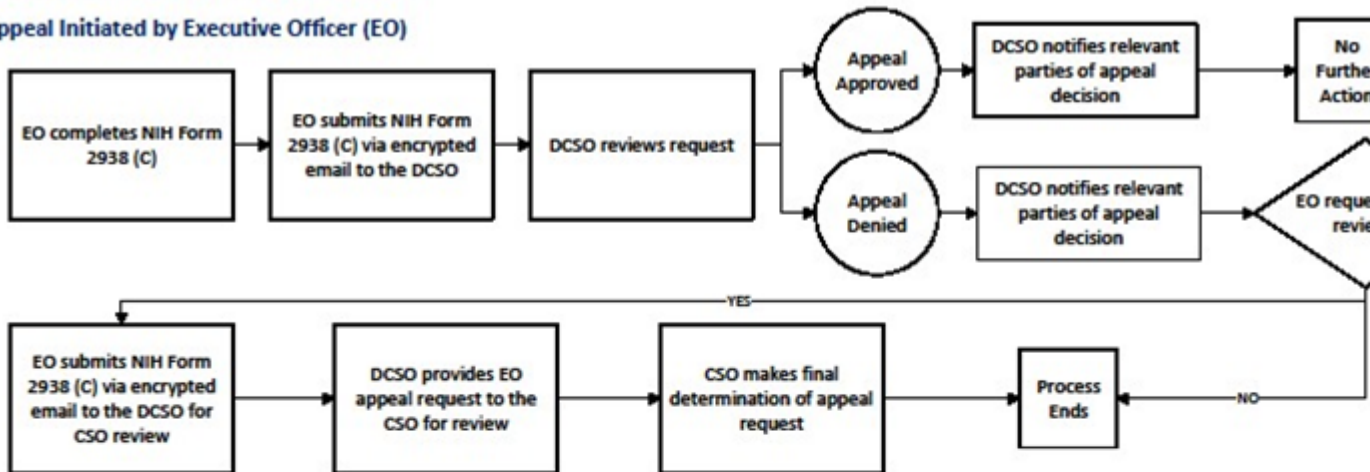 ppeal Initiated by Executive Officer (EO)
EO completes NIH Form
2938 (C)
EO submits NIH Form
2938 (C) via encrypted
email to the DCSO
DCSO reviews request
Appeal
Approved
DCSO notifies relevant
parties of appeal
decision
No
Furthe
Action
Appeal
Denied
DCSO notifies relevant
parties of appeal
decision
EO reque
revie
YES
EO submits NIH Form
2938 (C) via encrypted
email to the DCSO for
CSO review
DCSO provides EO
appeal request to the
CSO for review
CSO makes final
determination of appeal
request
Process
Ends
NO